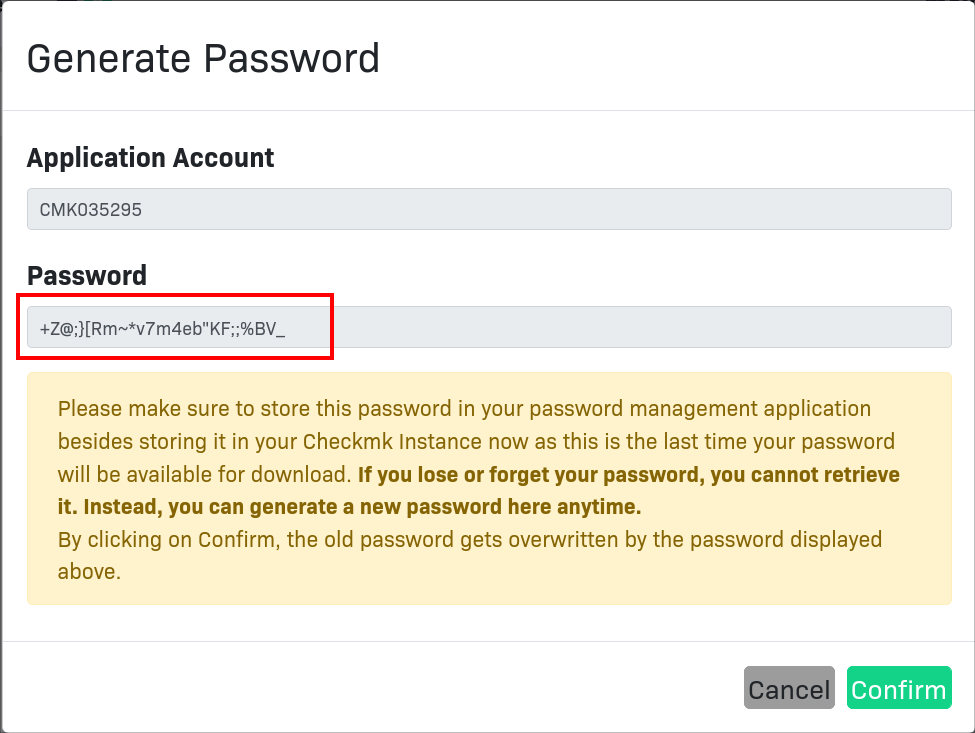 Generate Password
Application Account
CMK035295
Password
+Z@;}[Rm~*v7m4eb"KF;;%BV_
Please make sure to store this password in your password management application
besides storing it in your Checkmk Instance now as this is the last time your password
will be available for download. If you lose or forget your password, you cannot retrieve
it. Instead, you can generate a new password here anytime.
By clicking on Confirm, the old password gets overwritten by the password displayed
above.
Cancel Confirm